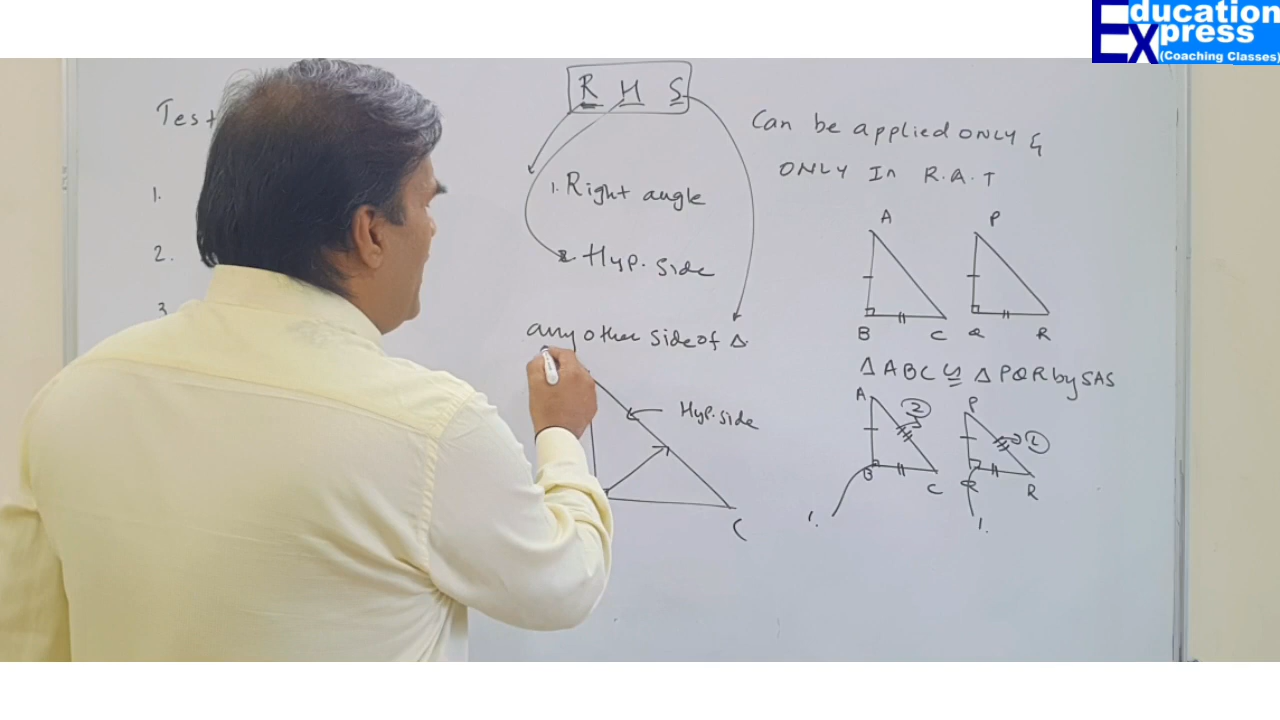 Education
Express
(Coaching Classes)
Test
R H S
Can be applied ONLY &
ONLY In R.A.T
1.
1. Right angle
2.
2 Hyp. side
3
any other side of Δ.
A
P
B
C
Q
R
Δ ABC ≅ Δ PQR by SAS
A
2
P
1
Hyp. side
B
C
Q
R
1.
1.
C